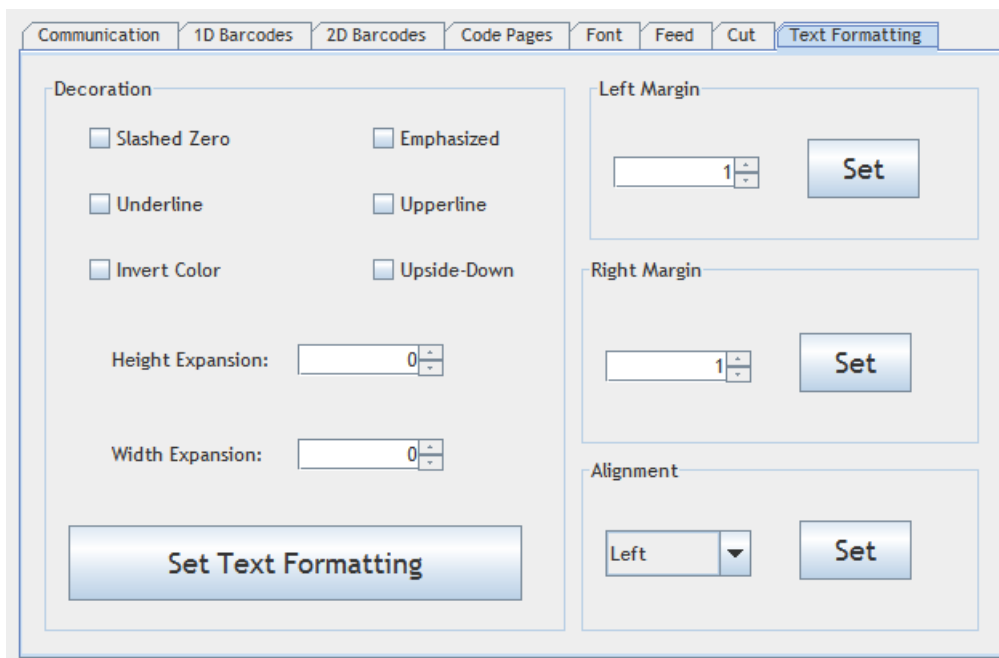 Communication 1D Barcodes 2D Barcodes Code Pages Font Feed Cut Text Formatting
Decoration
Slashed Zero Emphasized
Underline Upperline
Invert Color Upside-Down
Height Expansion: 0
Width Expansion: 0
Set Text Formatting
Left Margin
1 Set
Right Margin
1 Set
Alignment
Left Set